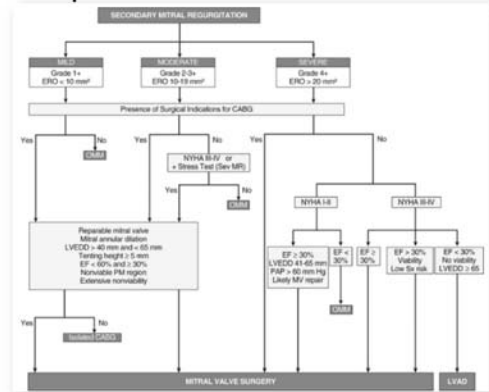 SECONDARY MITRAL REGURGITATION
MILD
Grade 1+
ERO < 10 mm²
MODERATE
Grade 2-3+
ERO 10-19 mm²
SEVERE
Grade 4+
ERO > 20 mm²
Presence of Surgical Indications for CABG
Yes
No
OMM
Yes
No
NYHA III-IV or
+ Stress Test (Sev MR)
Yes
No
OMM
Yes
No
NYHA I-II
NYHA III-IV
Reparable mitral valve
Mitral annular dilation
LVEDD > 40 mm and < 65 mm
Tenting height ≥ 5 mm
EF < 60% and ≥ 30%
Nonviable PM region
Extensive nonviability
EF ≥ 30%
LVEDD 41-65 mm
PAP > 60 mm Hg
Likely MV repair
EF <
30%
OMM
EF ≥
30%
EF > 30%
Viability
Low Sx risk
EF < 30%
No viability
LVEDD ≥ 65
Yes
No
Isolated CABG
MITRAL VALVE SURGERY
LVAD